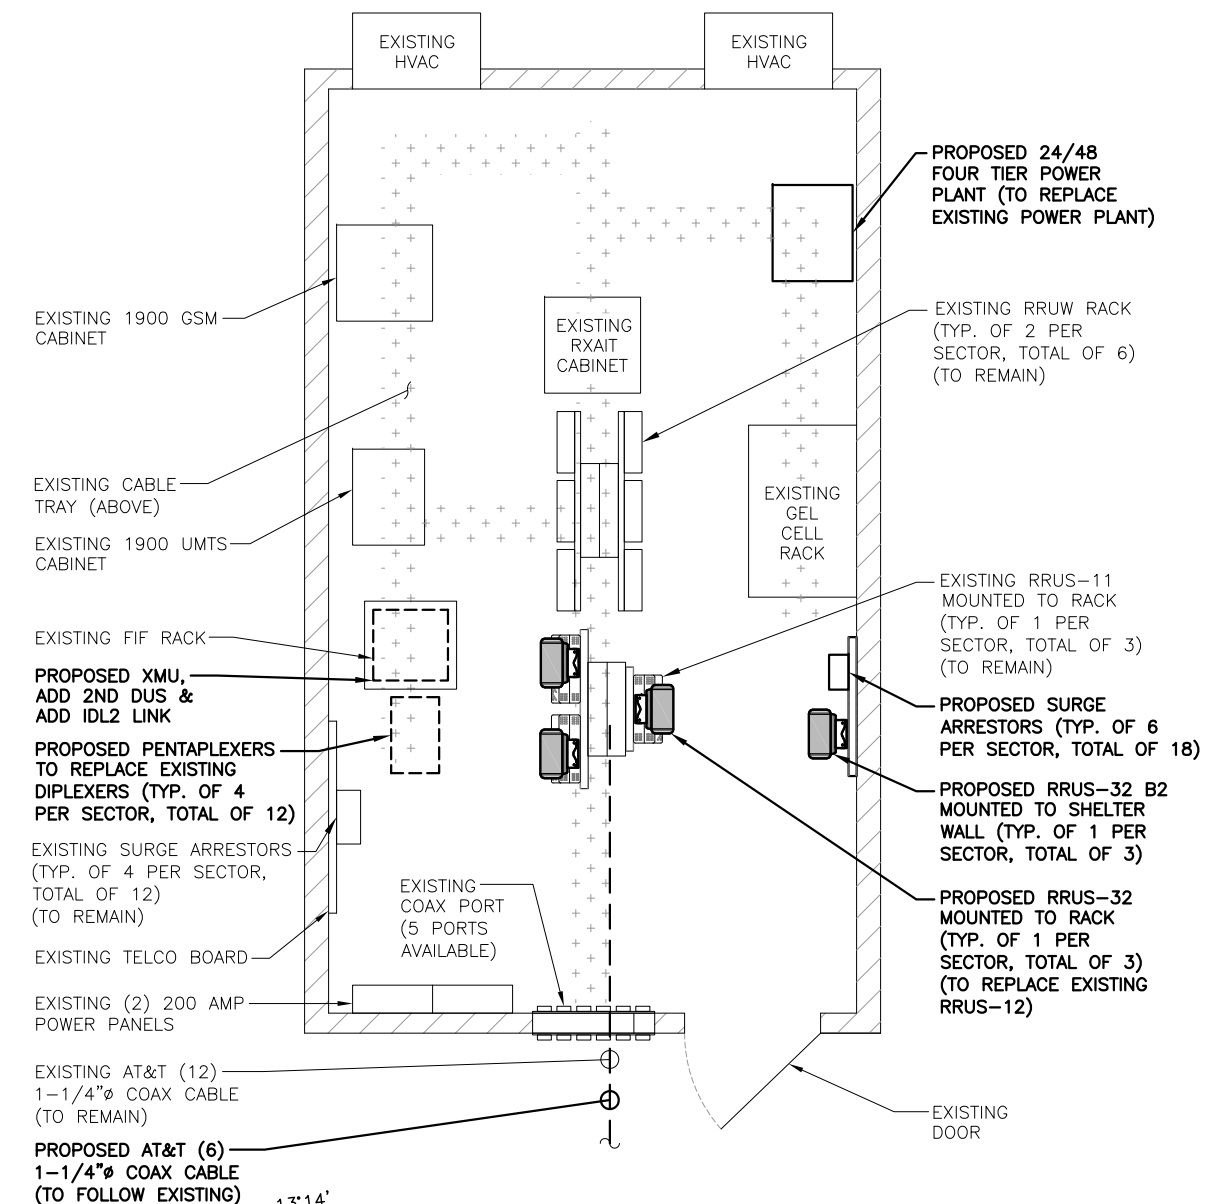 EXISTING
HVAC
EXISTING
HVAC
PROPOSED 24/48
FOUR TIER POWER
PLANT (TO REPLACE
EXISTING POWER PLANT)
EXISTING 1900 GSM
CABINET
EXISTING
RXAIT
CABINET
EXISTING RRUW RACK
(TYP. OF 2 PER
SECTOR, TOTAL OF 6)
(TO REMAIN)
EXISTING CABLE
TRAY (ABOVE)
EXISTING 1900 UMTS
CABINET
EXISTING
GEL
CELL
RACK
EXISTING FIF RACK
PROPOSED XMU,
ADD 2ND DUS &
ADD IDL2 LINK
PROPOSED PENTAPLEXERS
TO REPLACE EXISTING
DIPLEXERS (TYP. OF 4
PER SECTOR, TOTAL OF 12)
EXISTING SURGE ARRESTORS
(TYP. OF 4 PER SECTOR,
TOTAL OF 12)
(TO REMAIN)
EXISTING TELCO BOARD
EXISTING (2) 200 AMP
POWER PANELS
EXISTING
COAX PORT
(5 PORTS
AVAILABLE)
EXISTING RRUS-11
MOUNTED TO RACK
(TYP. OF 1 PER
SECTOR, TOTAL OF 3)
(TO REMAIN)
PROPOSED SURGE
ARRESTORS (TYP. OF 6
PER SECTOR, TOTAL OF 18)
PROPOSED RRUS-32 B2
MOUNTED TO SHELTER
WALL (TYP. OF 1 PER
SECTOR, TOTAL OF 3)
PROPOSED RRUS-32
MOUNTED TO RACK
(TYP. OF 1 PER
SECTOR, TOTAL OF 3)
(TO REPLACE EXISTING
RRUS-12)
EXISTING AT&T (12)
1-1/4"ø COAX CABLE
(TO REMAIN)
PROPOSED AT&T (6)
1-1/4"ø COAX CABLE
(TO FOLLOW EXISTING)
EXISTING
DOOR
13°14'